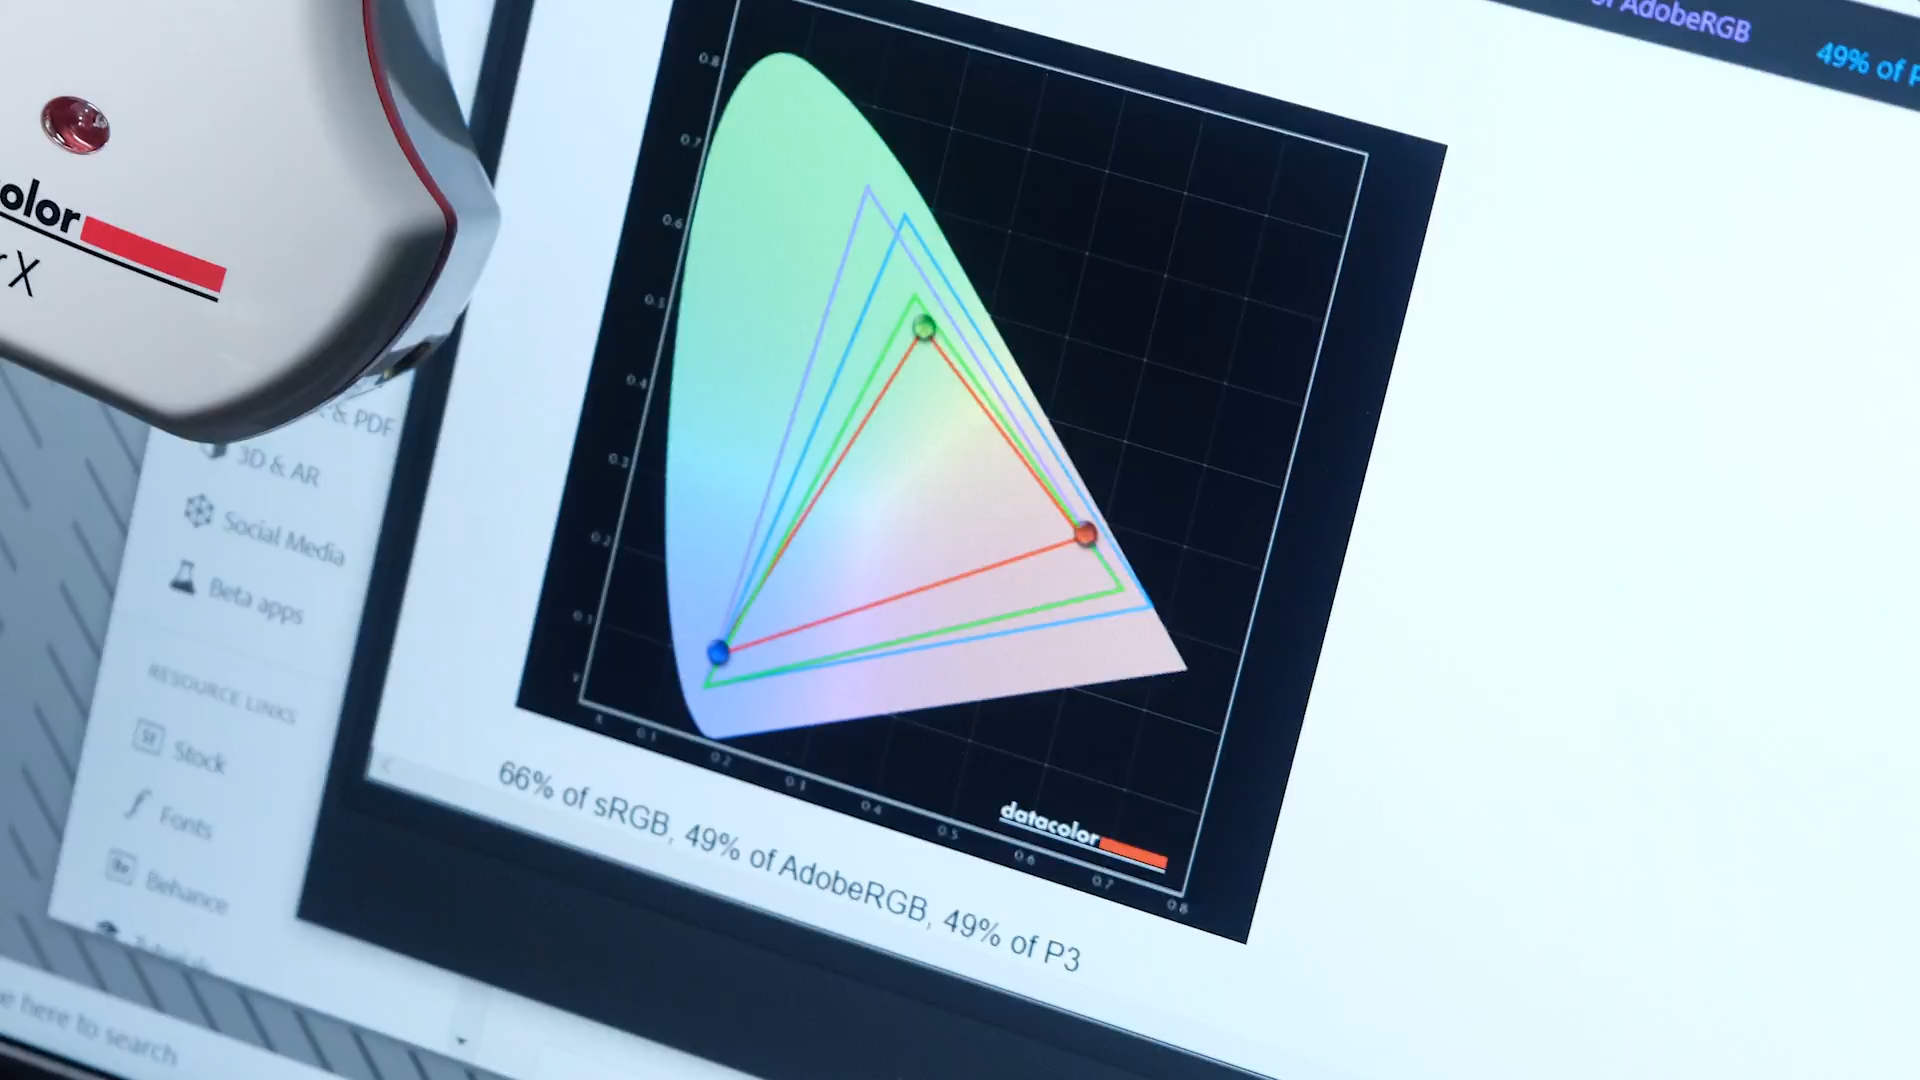 AdobeRGB
49% of
olor
r X
& PDF
3D & AR
Social Media
Beta apps
RESOURCE LINKS
St Stock
Fonts
Be Behance
here to search
0.8
0.7
0.6
0.5
0.4
0.3
0.2
0.1
y
x
0.1
0.2
0.3
0.4
0.5
0.6
0.7
0.8
datacolor
66% of sRGB, 49% of AdobeRGB, 49% of P3